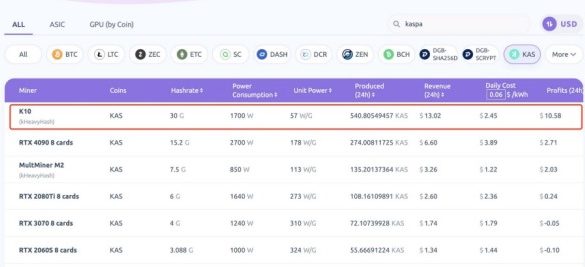 ALL ASIC GPU (by Coin) kaspa USD
All BTC LTC ZEC ETC SC DASH DCR ZEN BCH DGB-SHA256D DGB-SCRYPT KAS More
Miner Coins Hashrate Power Consumption Unit Power Produced (24h) Revenue (24h) Daily Cost 0.06 $ /kWh Profits (24h)
K10 KAS 30 G 1700 W 57 W/G 540.80549457 KAS $ 13.02 $ 2.45 $ 10.58
(kHeavyHash)
RTX 4090 8 cards KAS 15.2 G 2700 W 178 W/G 274.00811725 KAS $ 6.60 $ 3.89 $ 2.71
MultMiner M2 KAS 7.5 G 850 W 113 W/G 135.20137364 KAS $ 3.26 $ 1.22 $ 2.03
(kHeavyHash)
RTX 2080Ti 8 cards KAS 6 G 1640 W 273 W/G 108.16109891 KAS $ 2.60 $ 2.36 $ 0.24
RTX 3070 8 cards KAS 4 G 1240 W 310 W/G 72.10739928 KAS $ 1.74 $ 1.79 $ -0.05
RTX 2060S 8 cards KAS 3.088 G 1000 W 324 W/G 55.66691224 KAS $ 1.34 $ 1.44 $ -0.10